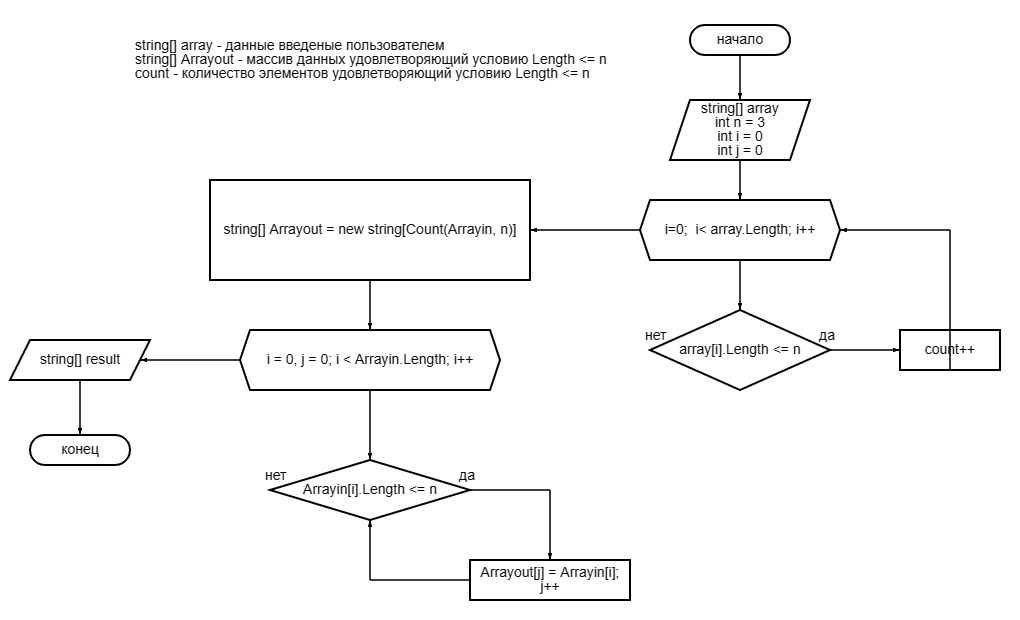 string[] array - данные введеные пользователем
string[] Arrayout - массив данных удовлетворяющий условию Length <= n
count - количество элементов удовлетворяющий условию Length <= n
начало
string[] array
int n = 3
int i = 0
int j = 0
i=0; i< array.Length; i++
string[] Arrayout = new string[Count(Arrayin, n)]
нет
array[i].Length <= n
да
count++
i = 0, j = 0; i < Arrayin.Length; i++
string[] result
конец
нет
Arrayin[i].Length <= n
да
Arrayout[j] = Arrayin[i];
j++